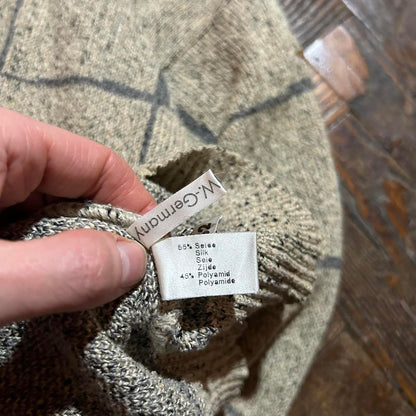 W.-Germany
55% Seide
Silk
Soie
Zijde
45% Polyamid
Polyamide